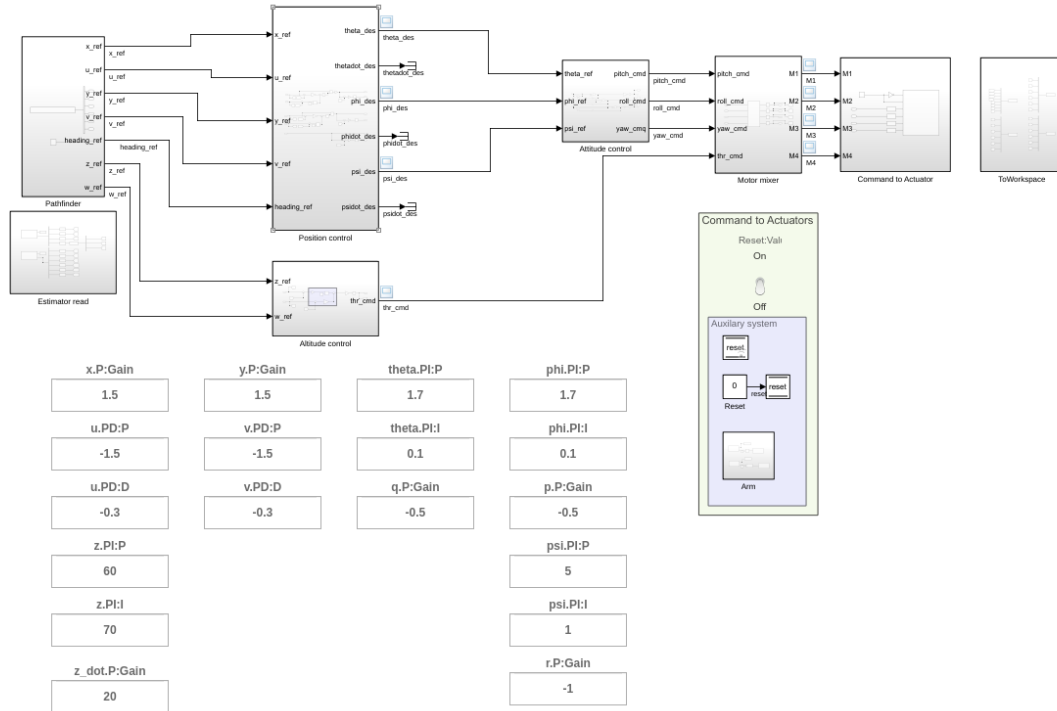 x_ref
x_ref
u_ref
u_ref
y_ref
y_ref
v_ref
v_ref
heading_ref
heading_ref
z_ref
z_ref
w_ref
w_ref
Pathfinder
Estimator read
x_ref
u_ref
y_ref
v_ref
heading_ref
theta_des
theta_des
thetadot_des
thetadot_des
phi_des
phi_des
phidot_des
phidot_des
psi_des
psi_des
psidot_des
psidot_des
Position control
z_ref
w_ref
thr_cmd
thr_cmd
Altitude control
theta_ref
phi_ref
psi_ref
pitch_cmd
pitch_cmd
roll_cmd
roll_cmd
yaw_cmq
yaw_cmd
Attitude control
pitch_cmd
roll_cmd
yaw_cmd
thr_cmd
M1
M1
M2
M2
M3
M3
M4
M4
Motor mixer
M1
M2
M3
M4
Command to Actuator
ToWorkspace
Command to Actuators
Reset:Valu
On
Off
Auxilary system
reset
0
reset
reset
Reset
Arm
x.P:Gain
1.5
y.P:Gain
1.5
theta.PI:P
1.7
phi.PI:P
1.7
u.PD:P
-1.5
v.PD:P
-1.5
theta.PI:I
0.1
phi.PI:I
0.1
u.PD:D
-0.3
v.PD:D
-0.3
q.P:Gain
-0.5
p.P:Gain
-0.5
z.PI:P
60
psi.PI:P
5
z.PI:I
70
psi.PI:I
1
z_dot.P:Gain
20
r.P:Gain
-1